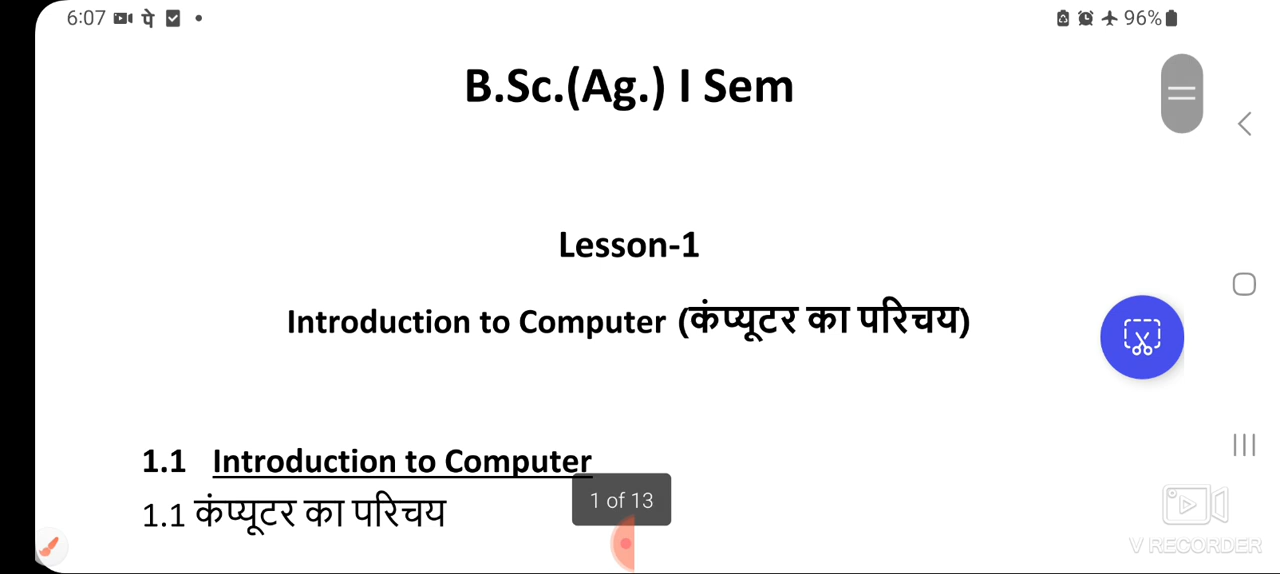 6:07 पे 96%
B.Sc.(Ag.) I Sem
Lesson-1
Introduction to Computer (कंप्यूटर का परिचय)
1.1 Introduction to Computer
1 of 13
1.1 कंप्यूटर का परिचय
V RECORDER